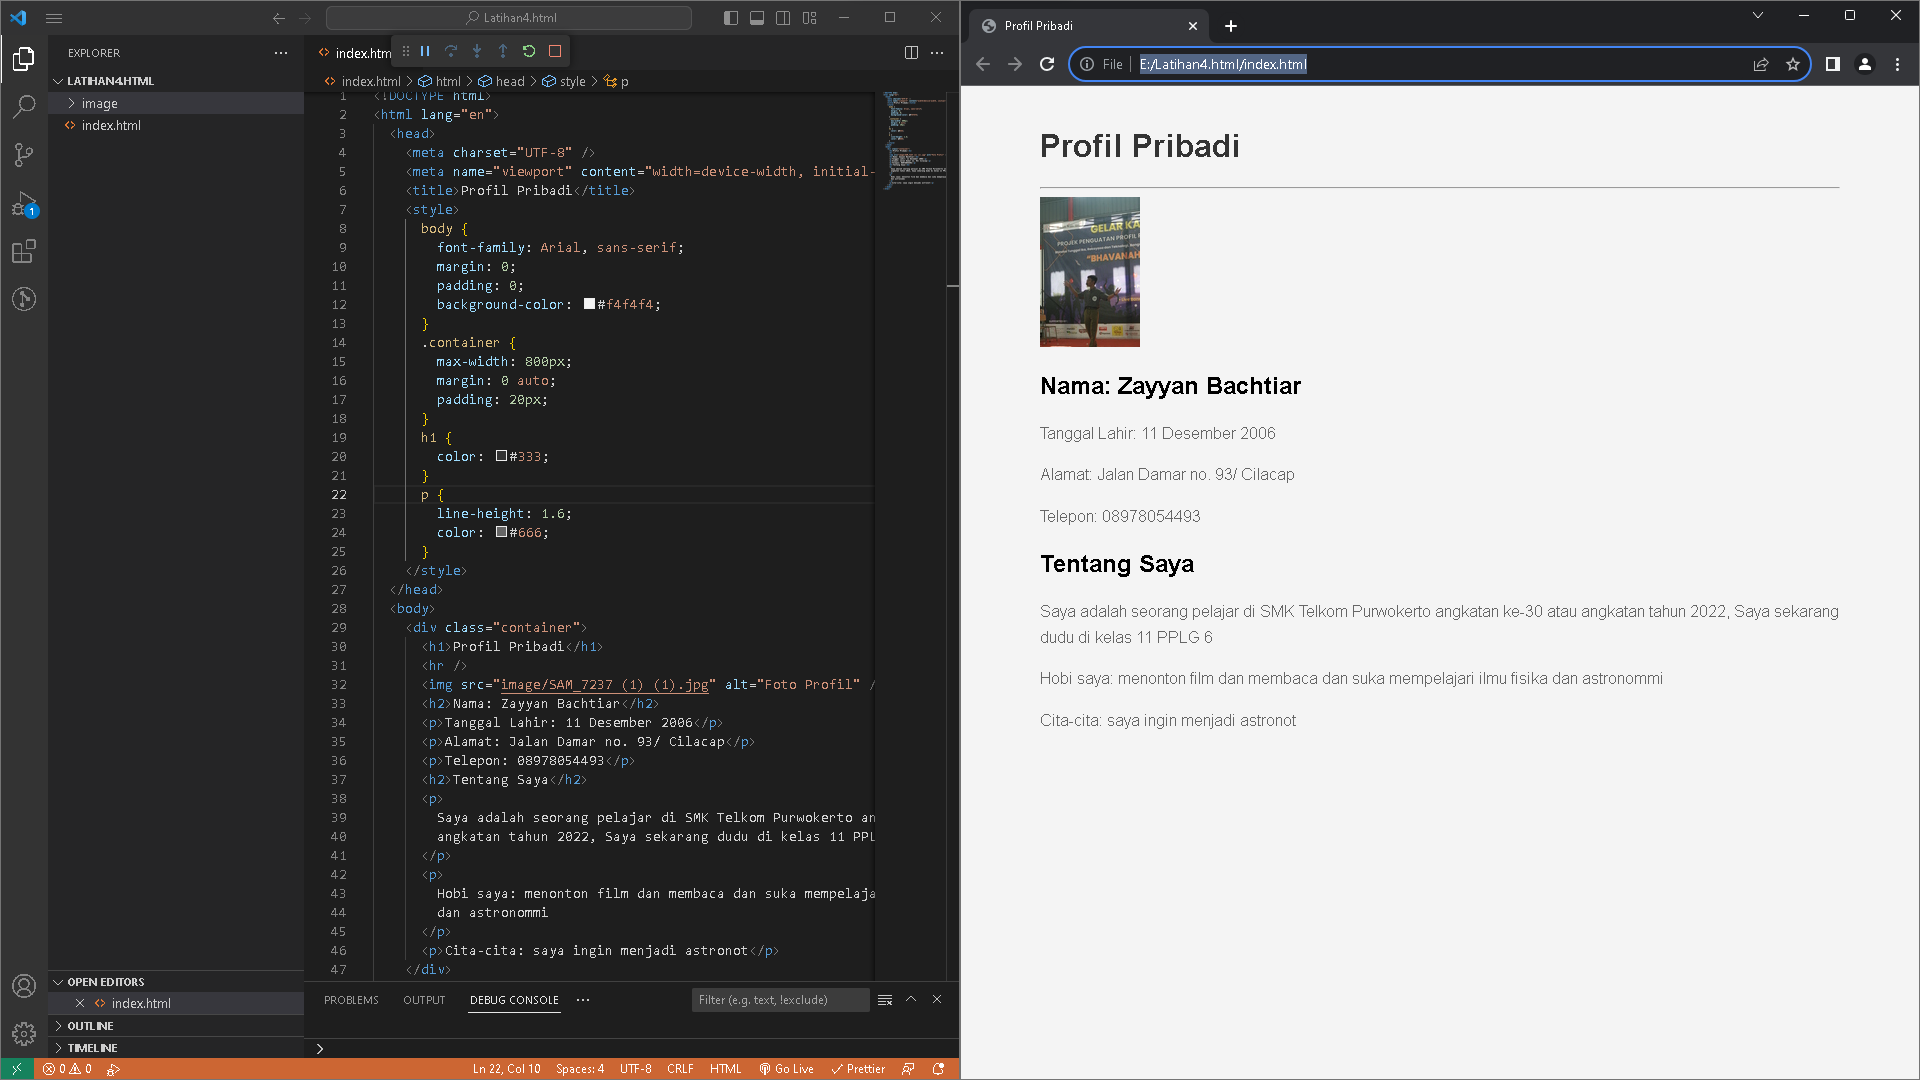 Latihan4.html
EXPLORER
LATIHAN4.HTML
image
index.html
OPEN EDITORS
index.html
OUTLINE
TIMELINE
index.htm
index.html > html > head > style > p
1 <!DOCTYPE html>
2 <html lang="en">
3 <head>
4 <meta charset="UTF-8" />
5 <meta name="viewport" content="width=device-width, initial-
6 <title>Profil Pribadi</title>
7 <style>
8 body {
9 font-family: Arial, sans-serif;
10 margin: 0;
11 padding: 0;
12 background-color: #f4f4f4;
13 }
14 .container {
15 max-width: 800px;
16 margin: 0 auto;
17 padding: 20px;
18 }
19 h1 {
20 color: #333;
21 }
22 p {
23 line-height: 1.6;
24 color: #666;
25 }
26 </style>
27 </head>
28 <body>
29 <div class="container">
30 <h1>Profil Pribadi</h1>
31 <hr />
32 <img src="image/SAM_7237 (1) (1).jpg" alt="Foto Profil" /
33 <h2>Nama: Zayyan Bachtiar</h2>
34 <p>Tanggal Lahir: 11 Desember 2006</p>
35 <p>Alamat: Jalan Damar no. 93/ Cilacap</p>
36 <p>Telepon: 08978054493</p>
37 <h2>Tentang Saya</h2>
38 <p>
39 Saya adalah seorang pelajar di SMK Telkom Purwokerto an
40 angkatan tahun 2022, Saya sekarang dudu di kelas 11 PPL
41 </p>
42 <p>
43 Hobi saya: menonton film dan membaca dan suka mempelaja
44 dan astronommi
45 </p>
46 <p>Cita-cita: saya ingin menjadi astronot</p>
47 </div>
PROBLEMS OUTPUT DEBUG CONSOLE
Filter (e.g. text, !exclude)
1
0 0
Ln 22, Col 10 Spaces: 4 UTF-8 CRLF HTML Go Live Prettier
Profil Pribadi
File E:/Latihan4.html/index.html
Profil Pribadi
GELAR KA
PROJEK PENGUATAN PROFIL
"BHAVANAH
Nama: Zayyan Bachtiar
Tanggal Lahir: 11 Desember 2006
Alamat: Jalan Damar no. 93/ Cilacap
Telepon: 08978054493
Tentang Saya
Saya adalah seorang pelajar di SMK Telkom Purwokerto angkatan ke-30 atau angkatan tahun 2022, Saya sekarang
dudu di kelas 11 PPLG 6
Hobi saya: menonton film dan membaca dan suka mempelajari ilmu fisika dan astronommi
Cita-cita: saya ingin menjadi astronot